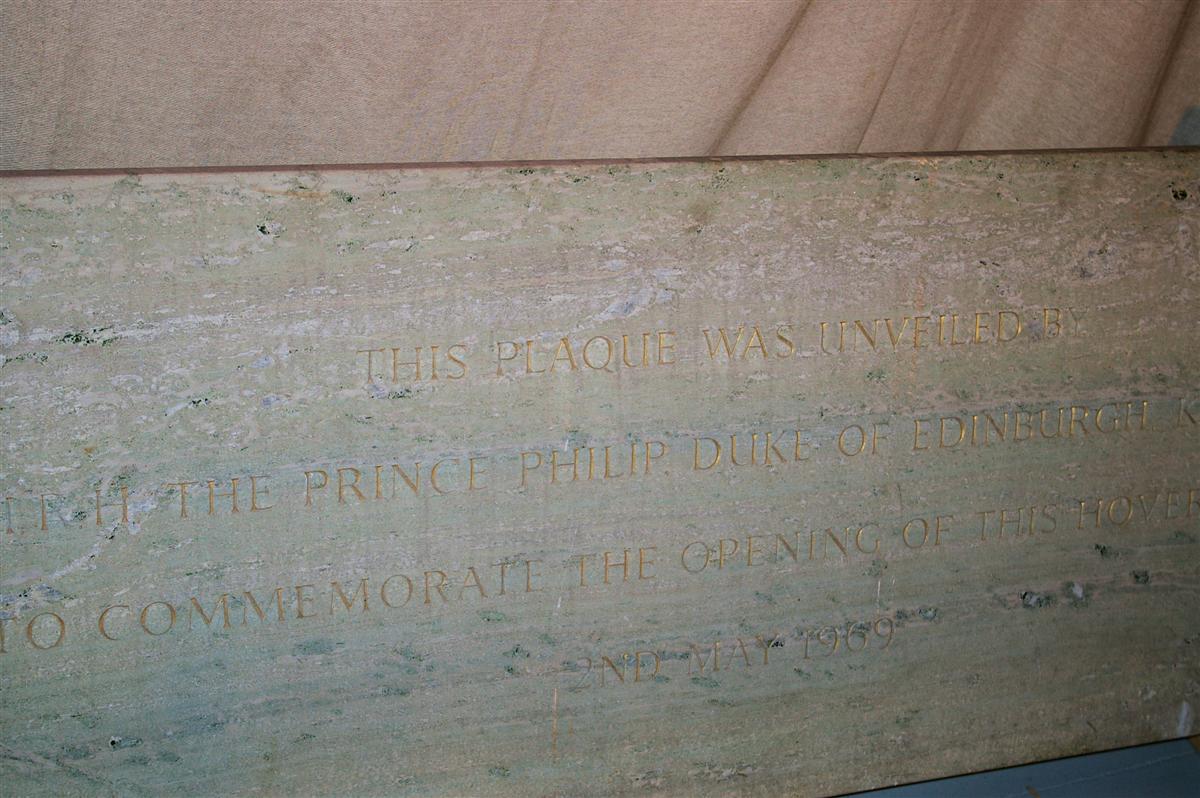 THIS PLAQUE WAS UNVEILED BY
H. THE PRINCE PHILIP, DUKE OF EDINBURGH. K
TO COMMEMORATE THE OPENING OF THIS HOVER
2ND MAY 1969